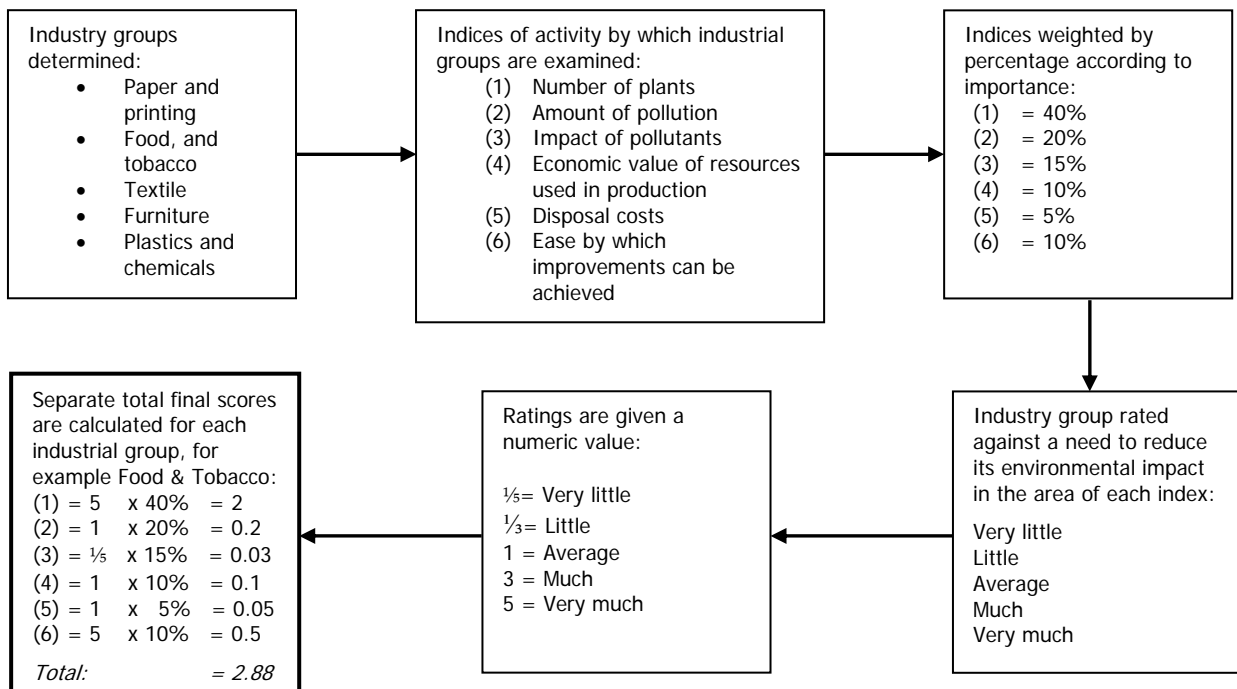 Industry groups
determined:
• Paper and
printing
• Food, and
tobacco
• Textile
• Furniture
• Plastics and
chemicals
Indices of activity by which industrial
groups are examined:
(1) Number of plants
(2) Amount of pollution
(3) Impact of pollutants
(4) Economic value of resources
used in production
(5) Disposal costs
(6) Ease by which
improvements can be
achieved
Indices weighted by
percentage according to
importance:
(1) = 40%
(2) = 20%
(3) = 15%
(4) = 10%
(5) = 5%
(6) = 10%
Industry group rated
against a need to reduce
its environmental impact
in the area of each index:
Very little
Little
Average
Much
Very much
Ratings are given a
numeric value:
⅕= Very little
⅓= Little
1 = Average
3 = Much
5 = Very much
Separate total final scores
are calculated for each
industrial group, for
example Food & Tobacco:
(1) = 5 x 40% = 2
(2) = 1 x 20% = 0.2
(3) = ⅕ x 15% = 0.03
(4) = 1 x 10% = 0.1
(5) = 1 x 5% = 0.05
(6) = 5 x 10% = 0.5
Total: = 2.88